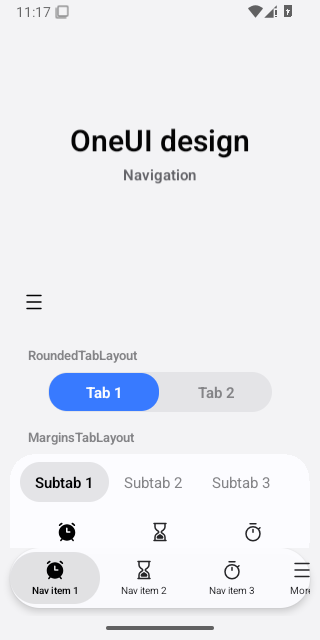 11:17
OneUI design
Navigation
RoundedTabLayout
Tab 1 Tab 2
MarginsTabLayout
Subtab 1 Subtab 2 Subtab 3
Nav item 1 Nav item 2 Nav item 3 More